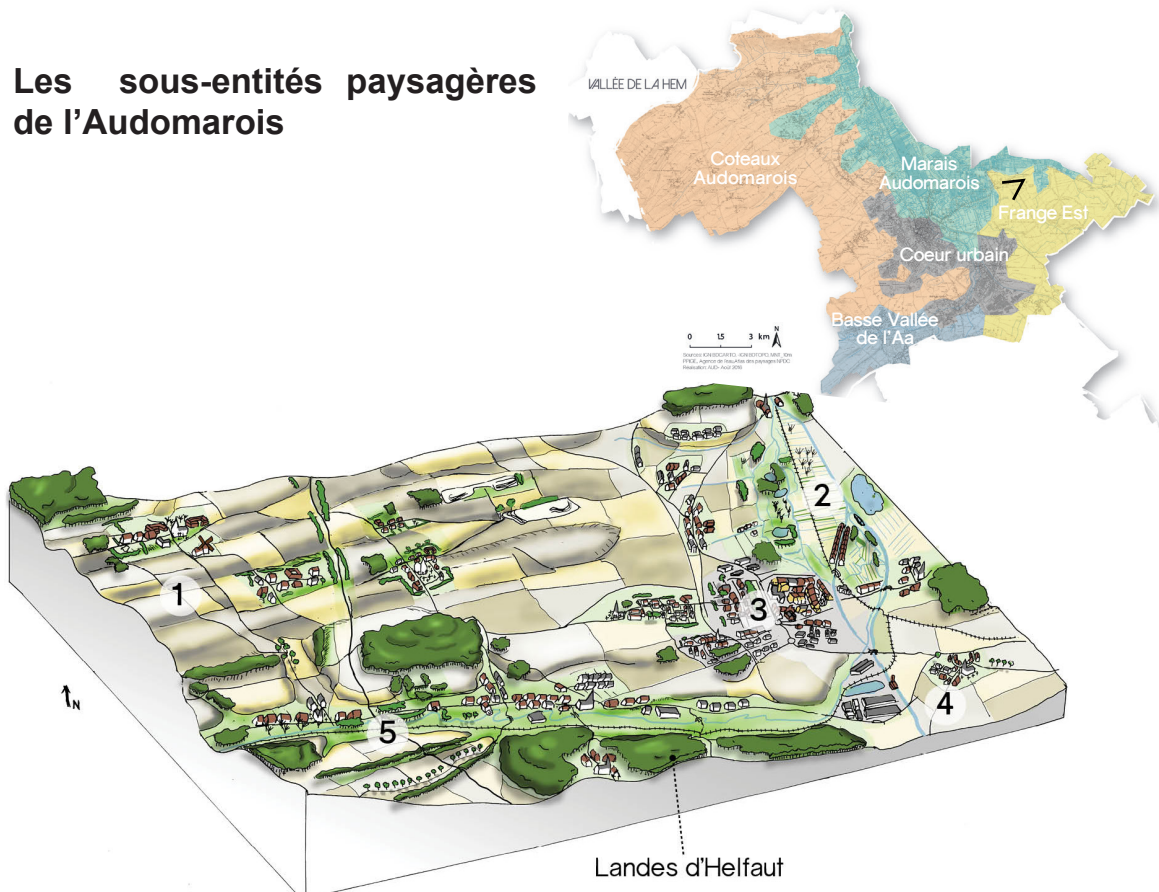 Les sous-entités paysagères
de l'Audomarois
VALLÉE DE LA HEM
Coteaux
Audomarois
Marais
Audomarois
Frange Est
Coeur urbain
Basse Vallée
de l'Aa
0 1.5 3 km N
1
2
3
4
5
N
Landes d'Helfaut